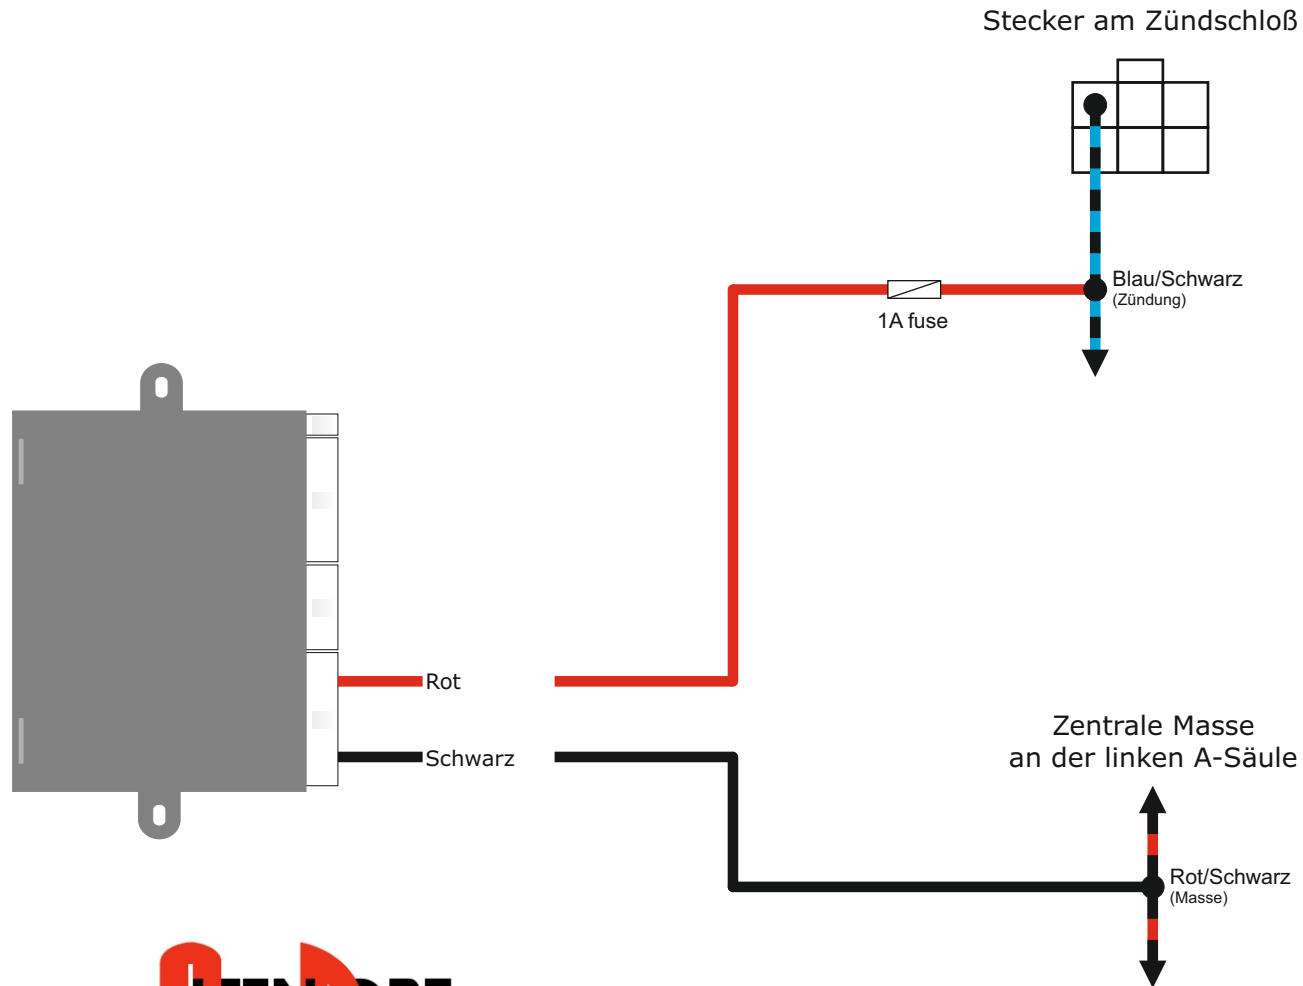 Stecker am Zündschloß
Blau/Schwarz
(Zündung)
1A fuse
Rot
Schwarz
Zentrale Masse
an der linken A-Säule
Rot/Schwarz
(Masse)